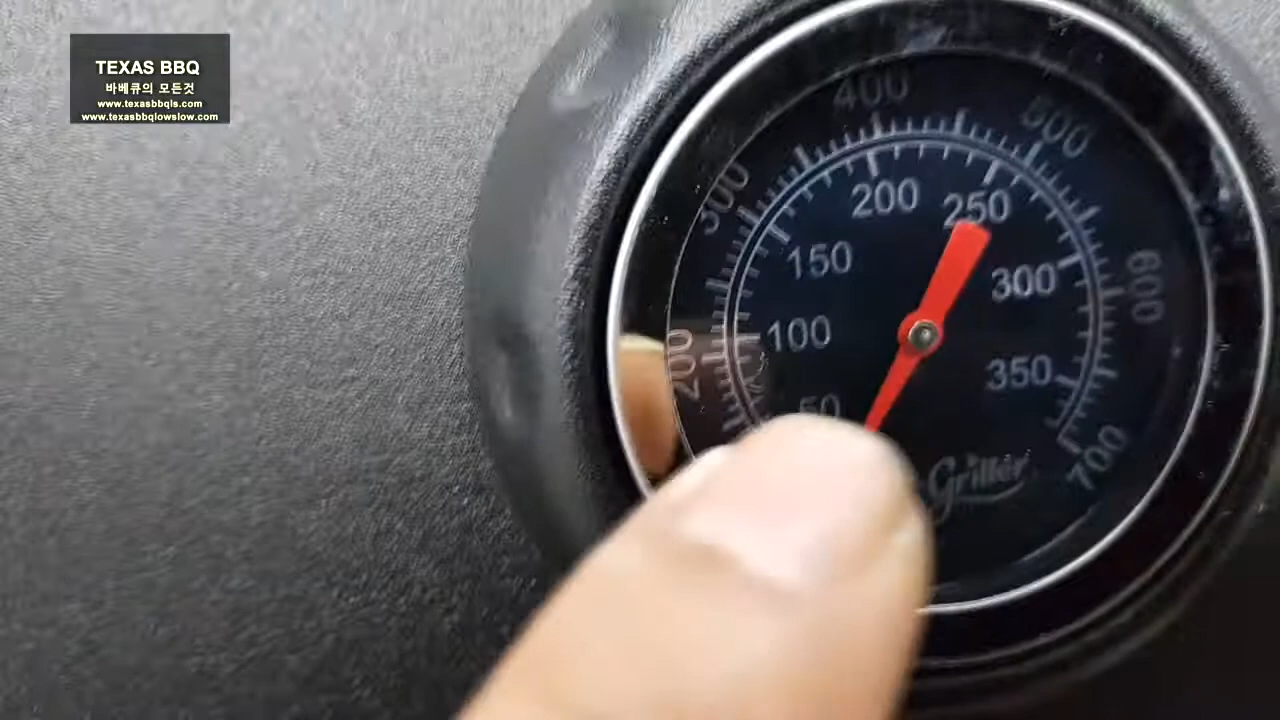 TEXAS BBQ
바베큐의 모든것
www.texasbbqls.com
www.texasbbqlowslow.com
400
500
300
200
250
150
600
300
100
200
350
50
Griller
700